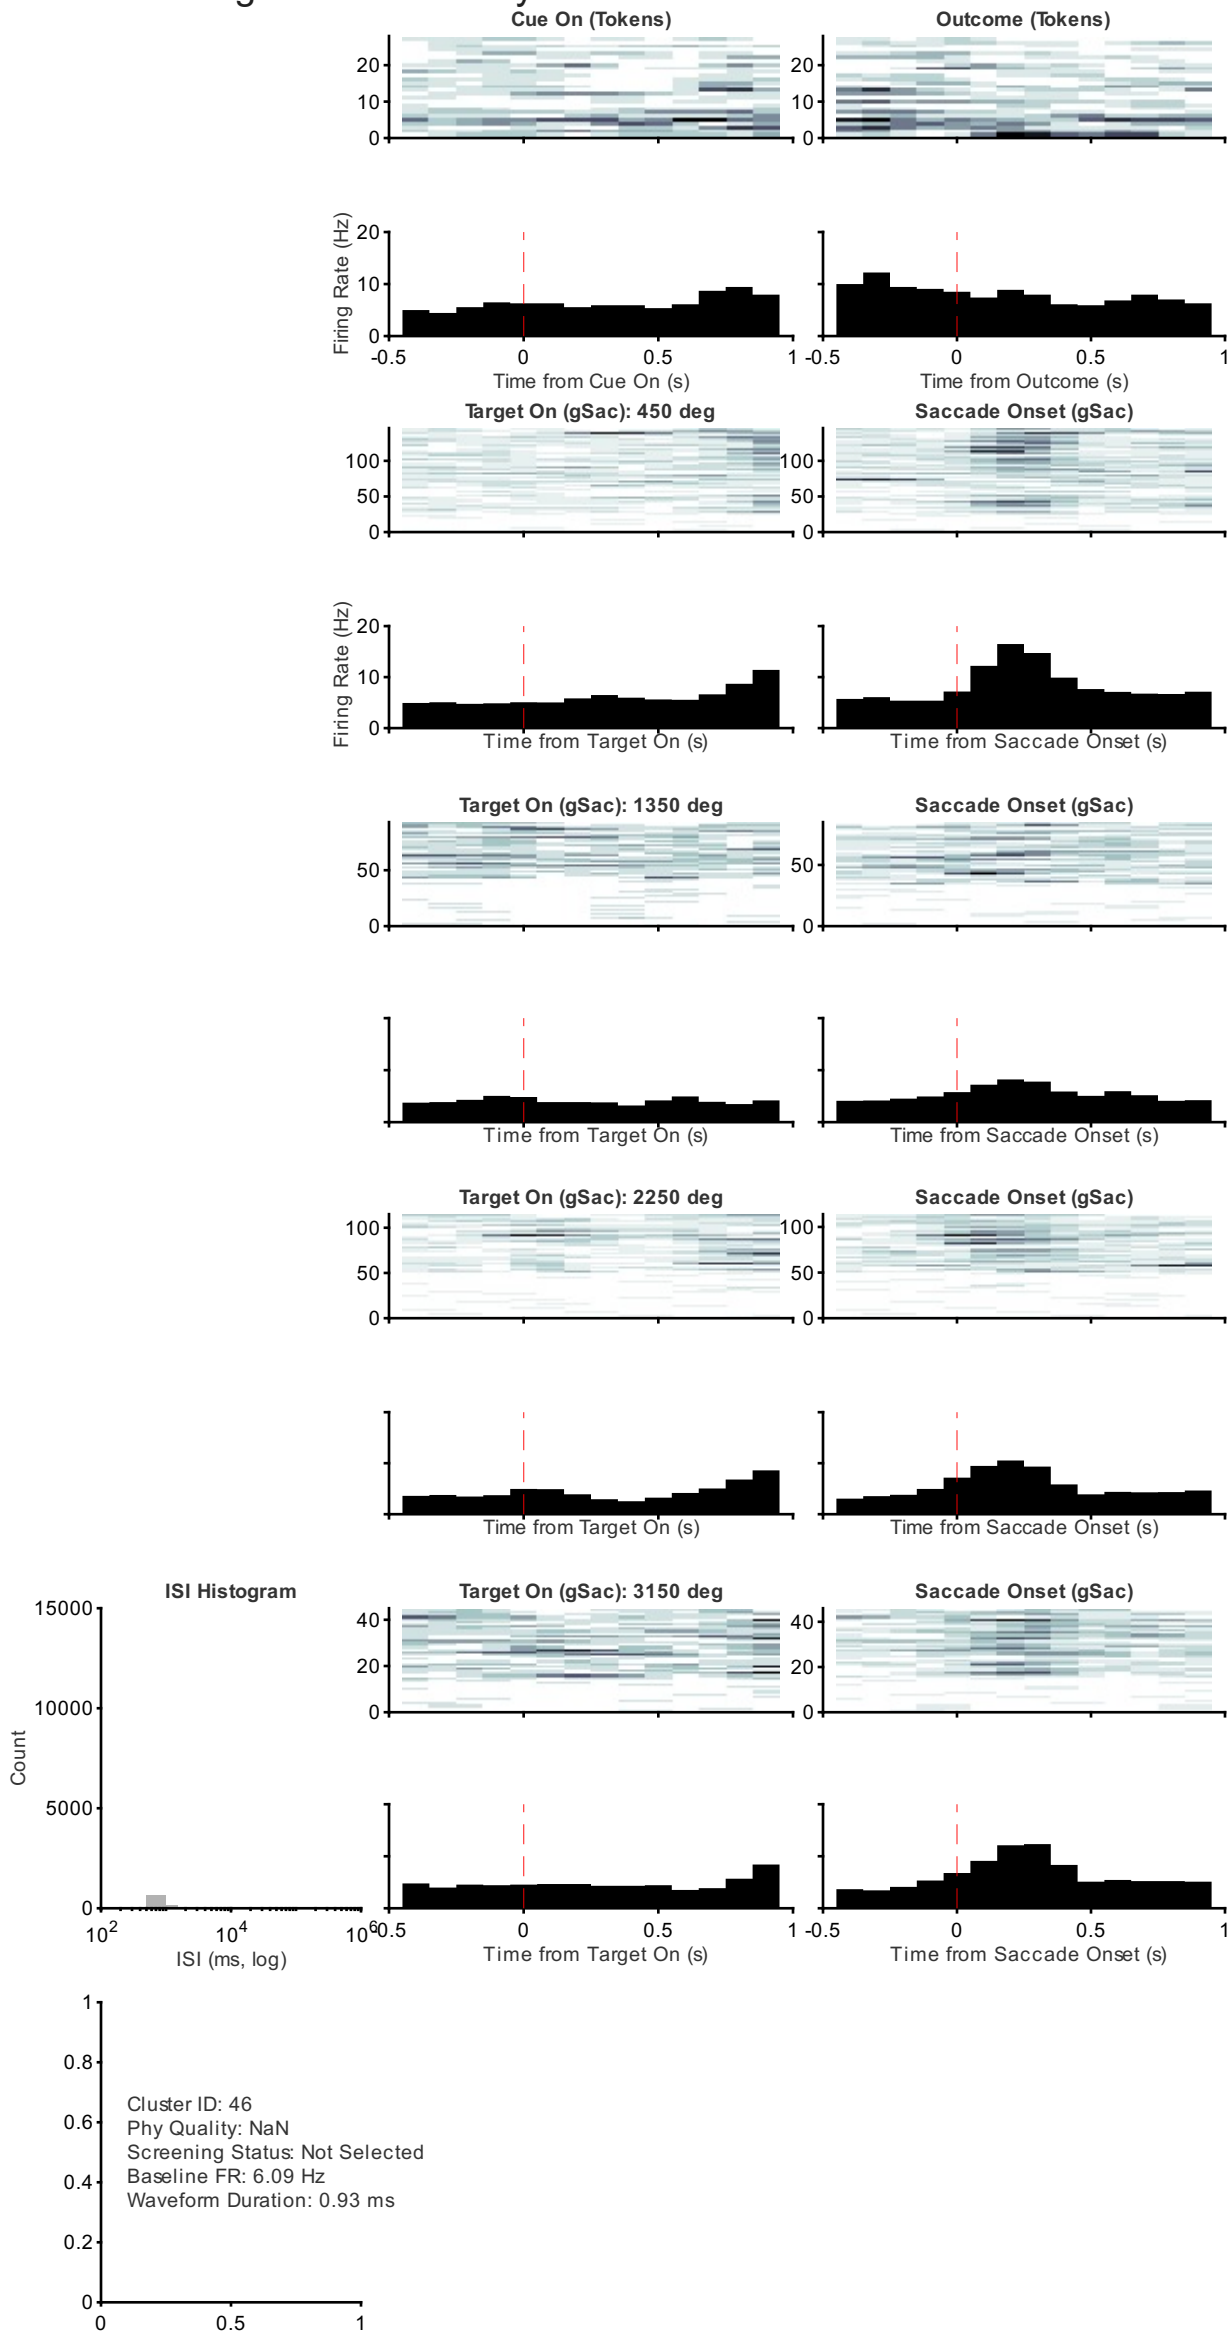 Cue On (Tokens)
Outcome (Tokens)
20
10
0
20
10
0
Firing Rate (Hz)
20
10
0
-0.5
0
0.5
1
-0.5
0
0.5
1
Time from Cue On (s)
Time from Outcome (s)
Target On (gSac): 450 deg
Saccade Onset (gSac)
100
50
0
100
50
0
Firing Rate (Hz)
20
10
0
Time from Target On (s)
Time from Saccade Onset (s)
Target On (gSac): 1350 deg
Saccade Onset (gSac)
50
0
50
0
Time from Target On (s)
Time from Saccade Onset (s)
Target On (gSac): 2250 deg
Saccade Onset (gSac)
100
50
0
100
50
0
Time from Target On (s)
Time from Saccade Onset (s)
ISI Histogram
Target On (gSac): 3150 deg
Saccade Onset (gSac)
15000
10000
5000
0
Count
10^2
10^4
10^6
ISI (ms, log)
40
20
0
40
20
0
-0.5
0
0.5
1
-0.5
0
0.5
1
Time from Target On (s)
Time from Saccade Onset (s)
1
0.8
0.6
0.4
0.2
0
Cluster ID: 46
Phy Quality: NaN
Screening Status: Not Selected
Baseline FR: 6.09 Hz
Waveform Duration: 0.93 ms
0
0.5
1